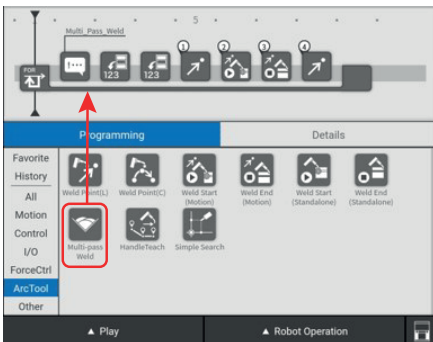 5
Multi_Pass_Weld
① ② ③ ④
FOR
123 123
Programming Details
Favorite
History
All
Motion
Control
I/O
ForceCtrl
ArcTool
Other
Weld Point(L) Weld Point(C) Weld Start (Motion) Weld End (Motion) Weld Start (Standalone) Weld End (Standalone)
Multi-pass Weld HandleTeach Simple Search
▲ Play ▲ Robot Operation